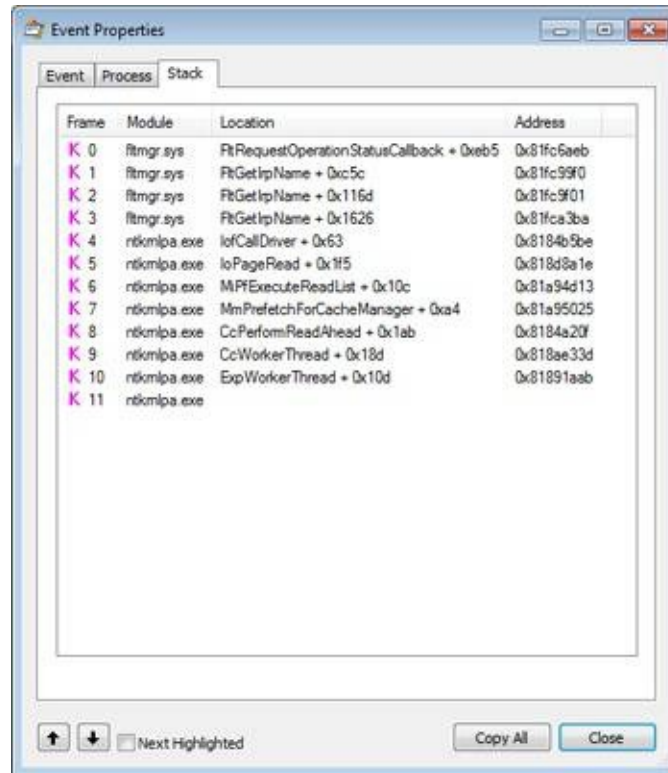 Event Properties
Event Process Stack
Frame Module Location Address
K 0 fltmgr.sys FltRequestOperationStatusCallback + 0xeb5 0x81fc6aeb
K 1 fltmgr.sys FltGetIrpName + 0xc5c 0x81fc99f0
K 2 fltmgr.sys FltGetIrpName + 0x116d 0x81fc9f01
K 3 fltmgr.sys FltGetIrpName + 0x1626 0x81fca3ba
K 4 ntkrnlpa.exe IofCallDriver + 0x63 0x8184b5be
K 5 ntkrnlpa.exe IoPageRead + 0x1f5 0x818d8a1e
K 6 ntkrnlpa.exe MiPfExecuteReadList + 0x10c 0x81a94d13
K 7 ntkrnlpa.exe MmPrefetchForCacheManager + 0xa4 0x81a95025
K 8 ntkrnlpa.exe CcPerformReadAhead + 0x1ab 0x8184a20f
K 9 ntkrnlpa.exe CcWorkerThread + 0x18d 0x818ae33d
K 10 ntkrnlpa.exe ExpWorkerThread + 0x10d 0x81891aab
K 11 ntkrnlpa.exe
Next Highlighted Copy All Close